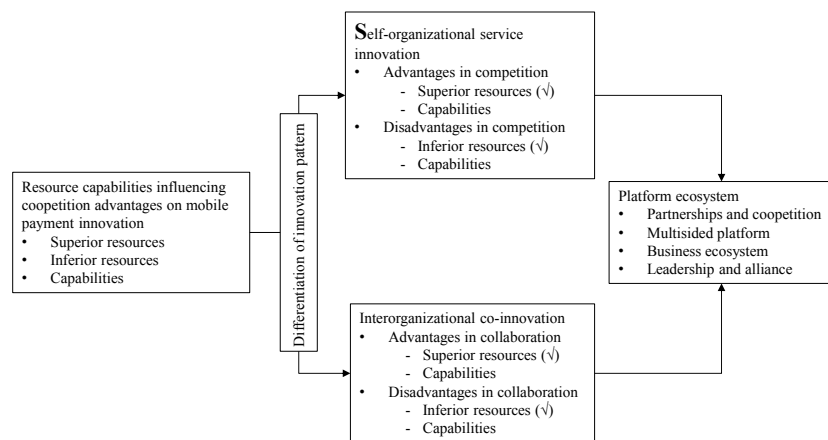 Self-organizational service
innovation
• Advantages in competition
- Superior resources (√)
- Capabilities
• Disadvantages in competition
- Inferior resources (√)
- Capabilities
Resource capabilities influencing
coopetition advantages on mobile
payment innovation
• Superior resources
• Inferior resources
• Capabilities
Differentiation of innovation pattern
Platform ecosystem
• Partnerships and coopetition
• Multisided platform
• Business ecosystem
• Leadership and alliance
Interorganizational co-innovation
• Advantages in collaboration
- Superior resources (√)
- Capabilities
• Disadvantages in collaboration
- Inferior resources (√)
- Capabilities